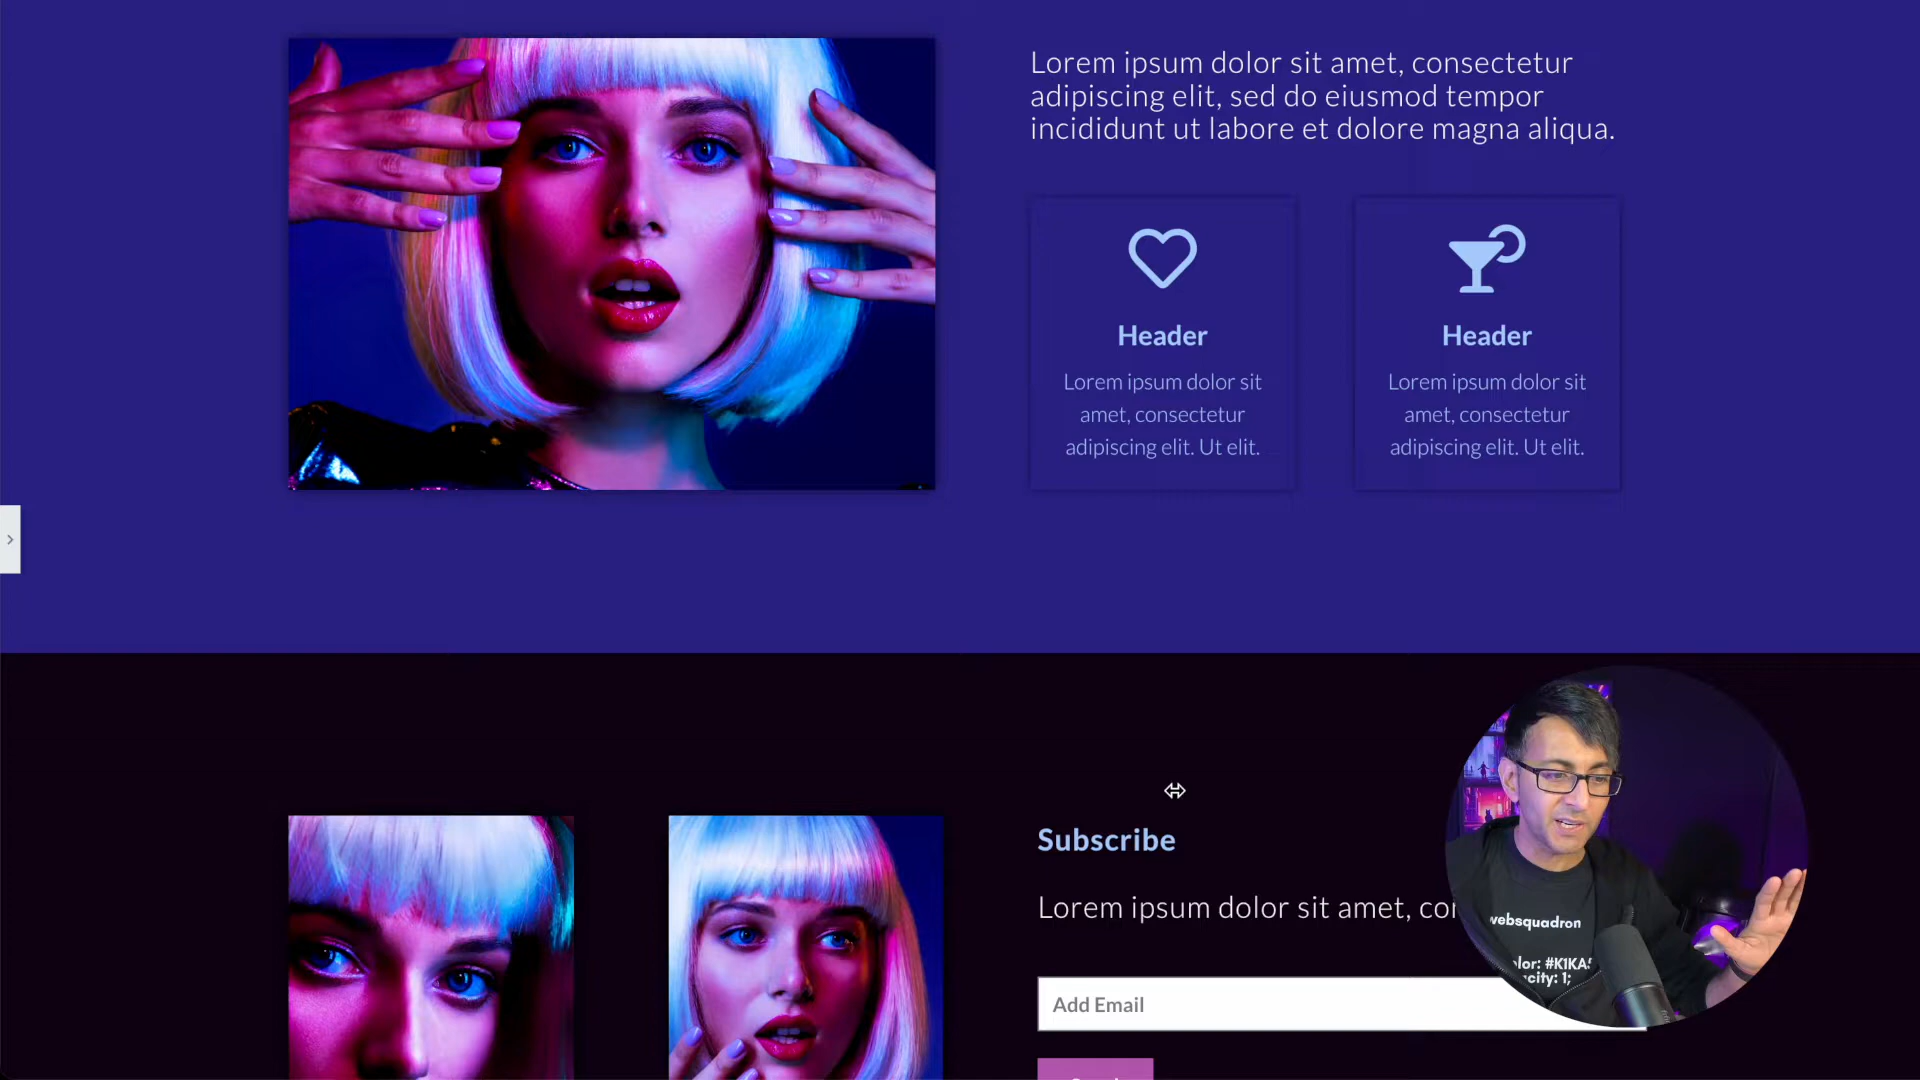 Lorem ipsum dolor sit amet, consectetur
adipiscing elit, sed do eiusmod tempor
incididunt ut labore et dolore magna aliqua.
Header
Lorem ipsum dolor sit
amet, consectetur
adipiscing elit. Ut elit.
Header
Lorem ipsum dolor sit
amet, consectetur
adipiscing elit. Ut elit.
Subscribe
Lorem ipsum dolor sit amet,
Add Email
websquadron